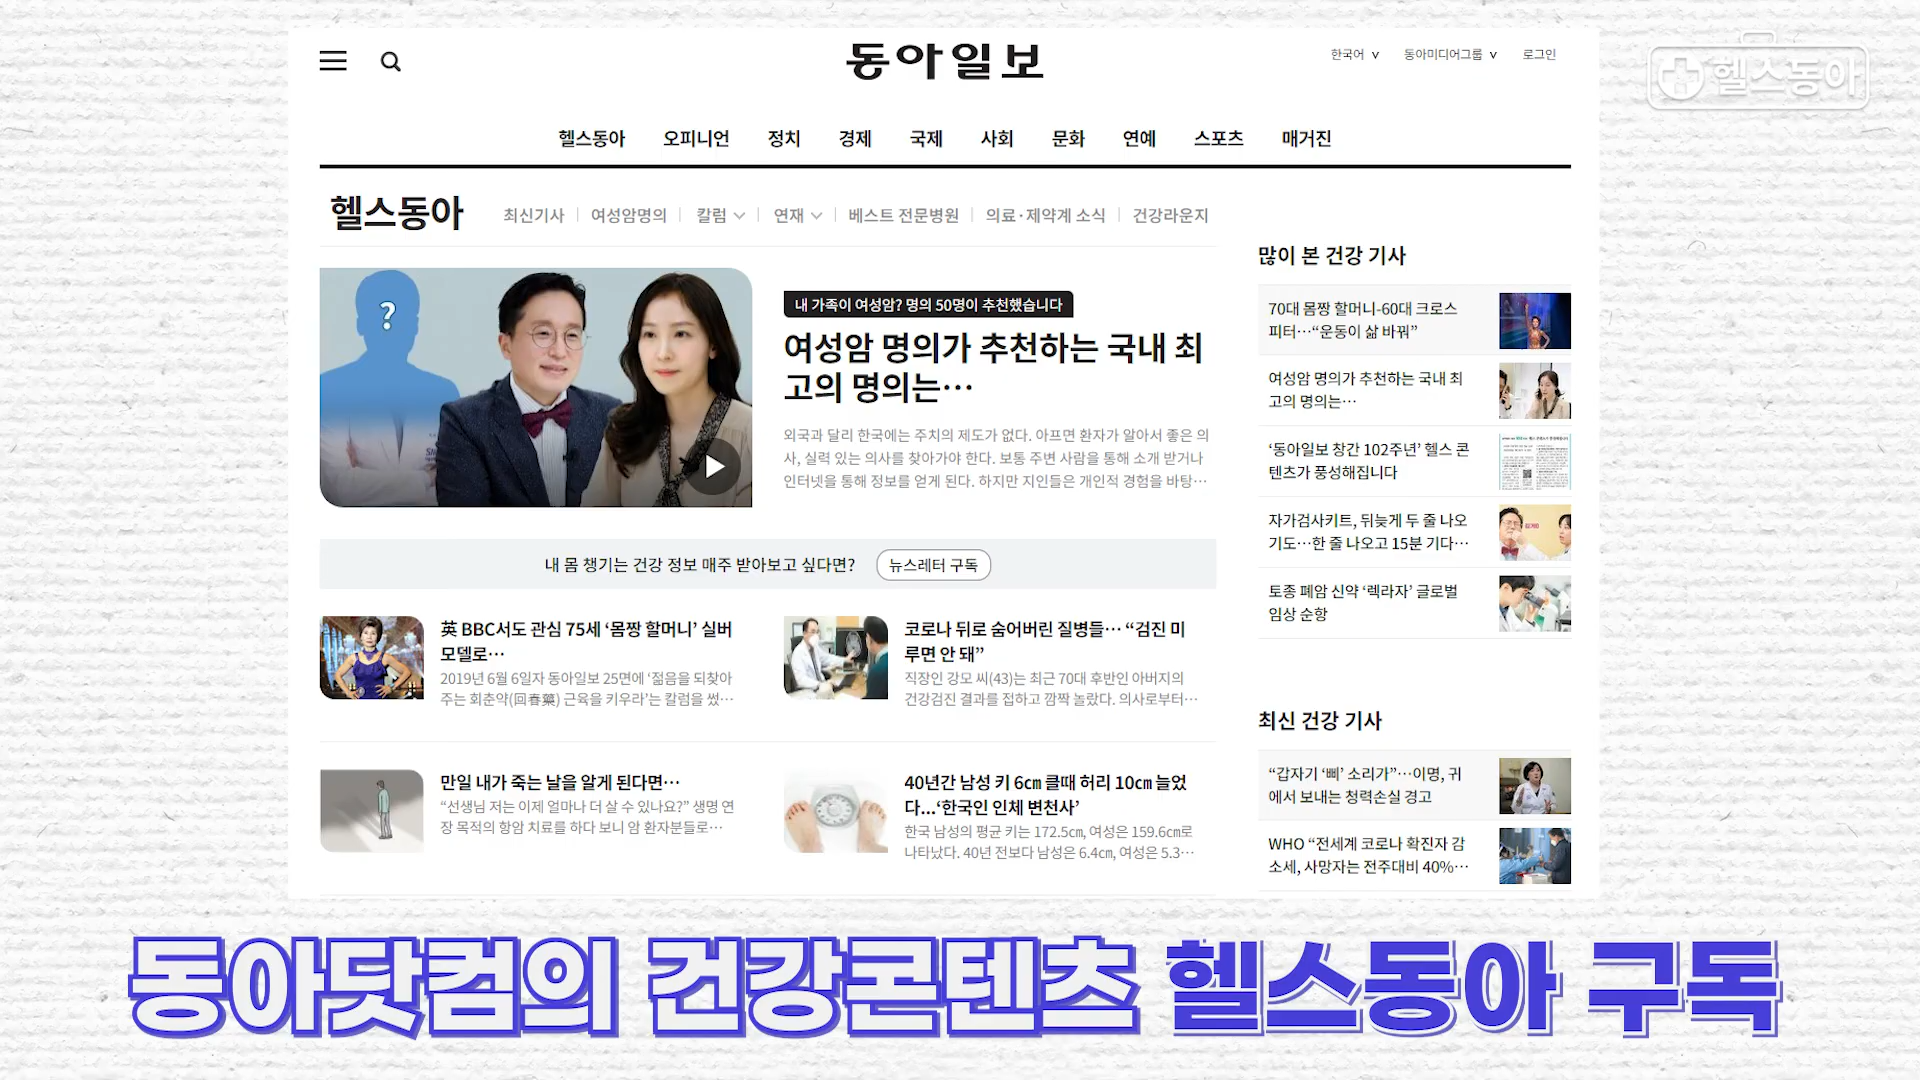 동아일보
한국어
동아미디어그룹
로그인
헬스동아
헬스동아 오피니언 정치 경제 국제 사회 문화 연예 스포츠 매거진
헬스동아
최신기사 여성암명의 칼럼 연재 베스트 전문병원 의료·제약계 소식 건강라운지
?
내 가족이 여성암? 명의 50명이 추천했습니다
여성암 명의가 추천하는 국내 최
고의 명의는…
외국과 달리 한국에는 주치의 제도가 없다. 아프면 환자가 알아서 좋은 의
사, 실력 있는 의사를 찾아가야 한다. 보통 주변 사람을 통해 소개 받거나
인터넷을 통해 정보를 얻게 된다. 하지만 지인들은 개인적 경험을 바탕…
내 몸 챙기는 건강 정보 매주 받아보고 싶다면?
뉴스레터 구독
英 BBC서도 관심 75세 ‘몸짱 할머니’ 실버
모델로…
2019년 6월 6일자 동아일보 25면에 ‘젊음을 되찾아
주는 회춘약(回春藥) 근육을 키우라’는 칼럼을 썼…
코로나 뒤로 숨어버린 질병들… “검진 미
루면 안 돼”
직장인 강모 씨(43)는 최근 70대 후반인 아버지의
건강검진 결과를 접하고 깜짝 놀랐다. 의사로부터…
만일 내가 죽는 날을 알게 된다면…
“선생님 저는 이제 얼마나 더 살 수 있나요?” 생명 연
장 목적의 항암 치료를 하다 보니 암 환자분들로…
40년간 남성 키 6㎝ 클때 허리 10㎝ 늘었
다...‘한국인 인체 변천사’
한국 남성의 평균 키는 172.5㎝, 여성은 159.6㎝로
나타났다. 40년 전보다 남성은 6.4㎝, 여성은 5.3…
많이 본 건강 기사
70대 몸짱 할머니-60대 크로스
피터…“운동이 삶 바꿔”
여성암 명의가 추천하는 국내 최
고의 명의는…
‘동아일보 창간 102주년’ 헬스 콘
텐츠가 풍성해집니다
자가검사키트, 뒤늦게 두 줄 나오
기도…한 줄 나오고 15분 기다…
토종 폐암 신약 ‘렉라자’ 글로벌
임상 순항
최신 건강 기사
“갑자기 ‘삐’ 소리가”…이명, 귀
에서 보내는 청력손실 경고
WHO “전세계 코로나 확진자 감
소세, 사망자는 전주대비 40%…
동아닷컴의 건강콘텐츠 헬스동아 구독